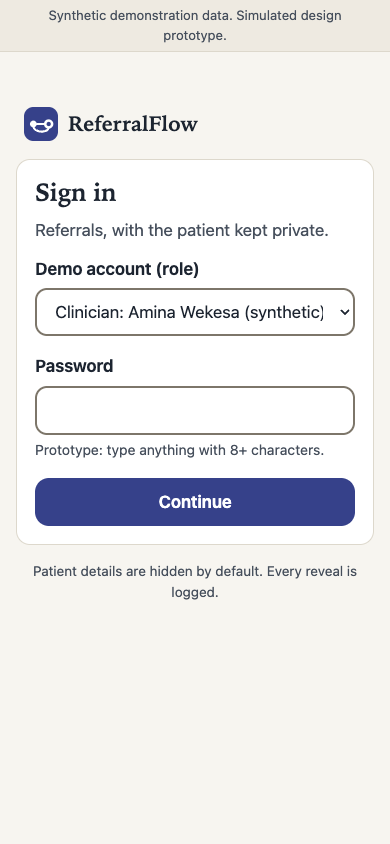 Synthetic demonstration data. Simulated design
prototype.
ReferralFlow
Sign in
Referrals, with the patient kept private.
Demo account (role)
Clinician: Amina Wekesa (synthetic)
Password
Prototype: type anything with 8+ characters.
Continue
Patient details are hidden by default. Every reveal is
logged.